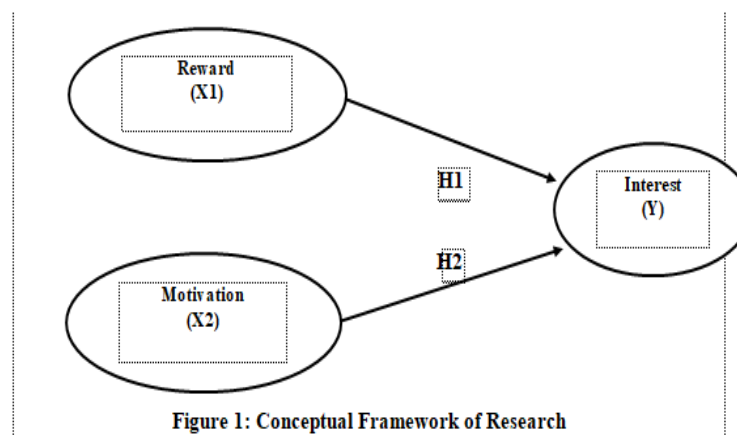 Reward
(X1)
H1
Interest
(Y)
H2
Motivation
(X2)
Figure 1: Conceptual Framework of Research